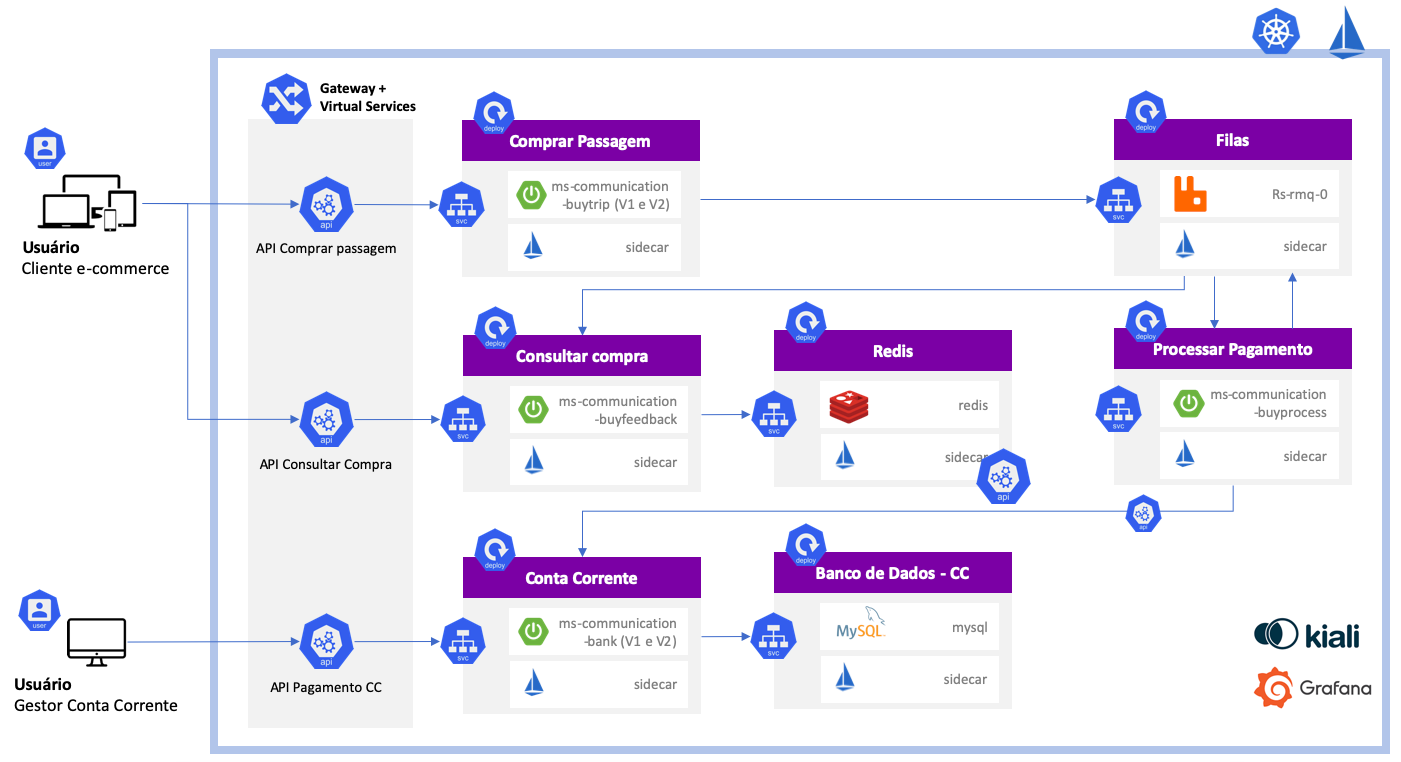 Gateway +
Virtual Services
user
Usuário
Cliente e-commerce
api
API Comprar passagem
deploy
Comprar Passagem
svc
ms-communication
-buytrip (V1 e V2)
sidecar
deploy
Filas
svc
Rs-rmq-0
sidecar
api
API Consultar Compra
deploy
Consultar compra
svc
ms-communication
-buyfeedback
sidecar
deploy
Redis
svc
redis
sidecar
api
deploy
Processar Pagamento
svc
ms-communication
-buyprocess
sidecar
api
user
Usuário
Gestor Conta Corrente
api
API Pagamento CC
deploy
Conta Corrente
svc
ms-communication
-bank (V1 e V2)
sidecar
deploy
Banco de Dados - CC
svc
MySQL
mysql
sidecar
kiali
Grafana